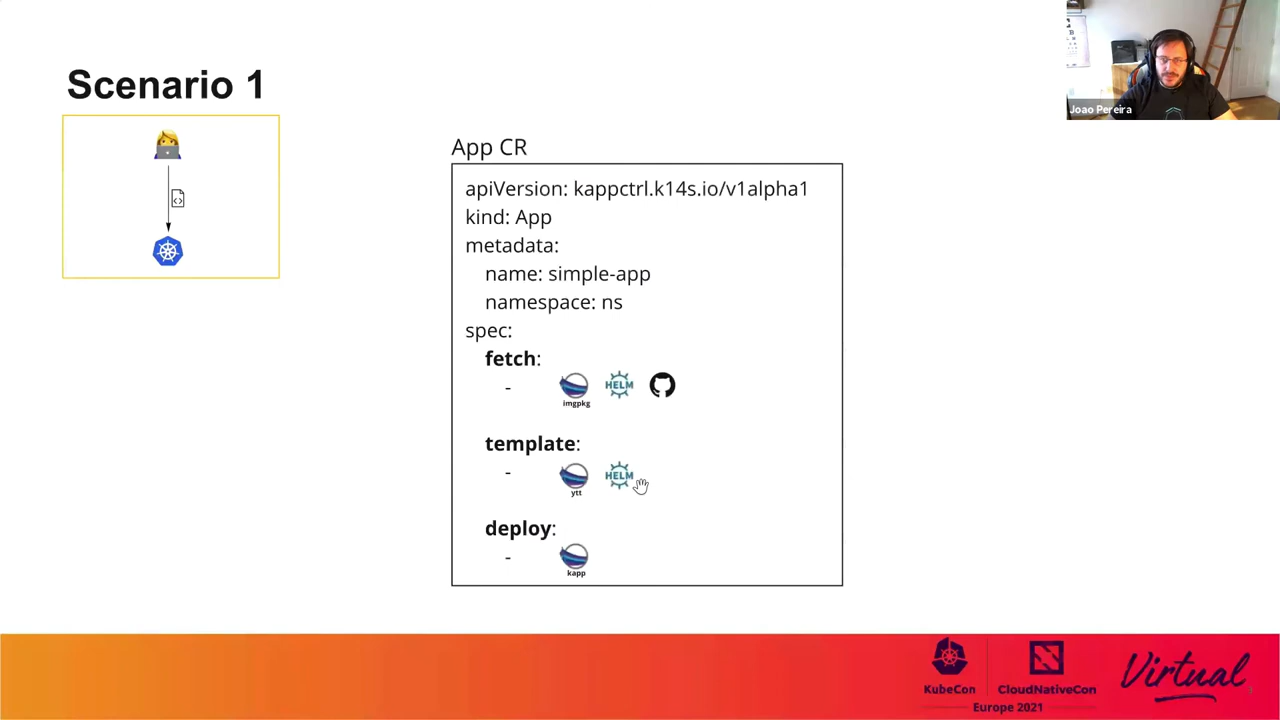 Scenario 1
Joao Pereira
App CR
apiVersion: kappctrl.k14s.io/v1alpha1
kind: App
metadata:
name: simple-app
namespace: ns
spec:
fetch:
-
imgpkg
HELM
template:
-
ytt
HELM
deploy:
-
kapp
KubeCon
CloudNativeCon
Europe 2021
Virtual